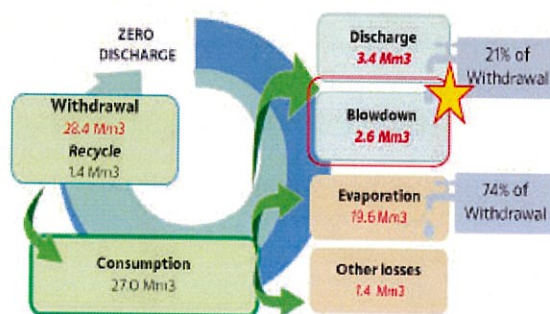 ZERO
DISCHARGE
Withdrawal
28.4 Mm3
Recycle
1.4 Mm3
Consumption
27.0 Mm3
Discharge
3.4 Mm3
Blowdown
2.6 Mm3
21% of
Withdrawal
Evaporation
19.6 Mm3
74% of
Withdrawal
Other losses
1.4 Mm3